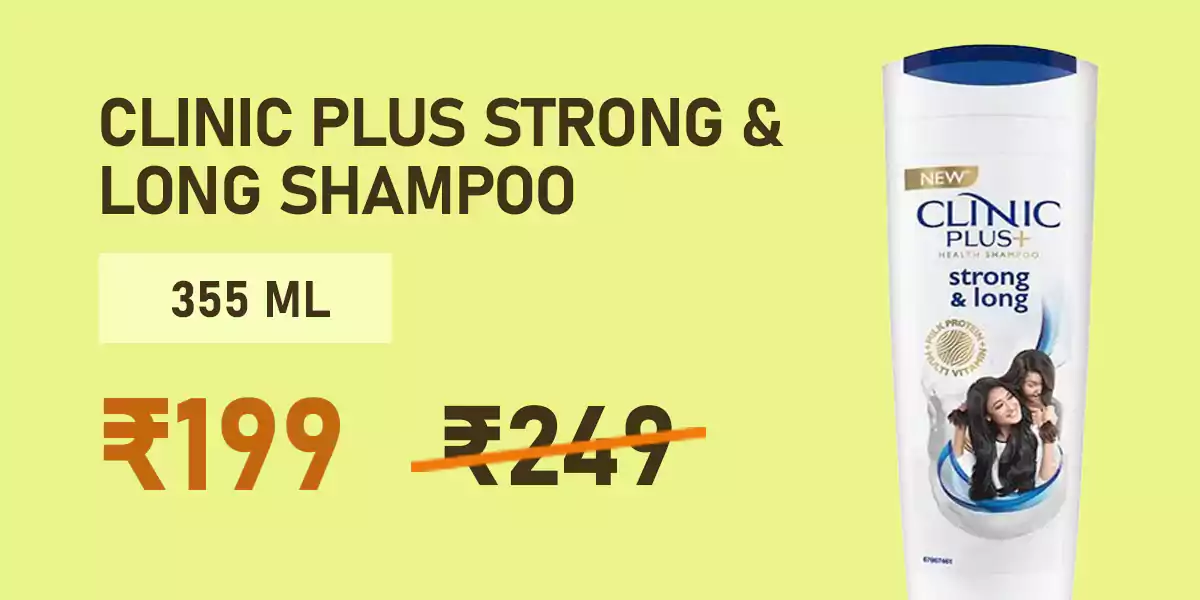 CLINIC PLUS STRONG &
LONG SHAMPOO
355 ML
₹199
₹249
NEW
CLINIC
PLUS+
HEALTH SHAMPOO
strong
& long
MILK PROTEIN +
MULTI VITAMIN +
67967461